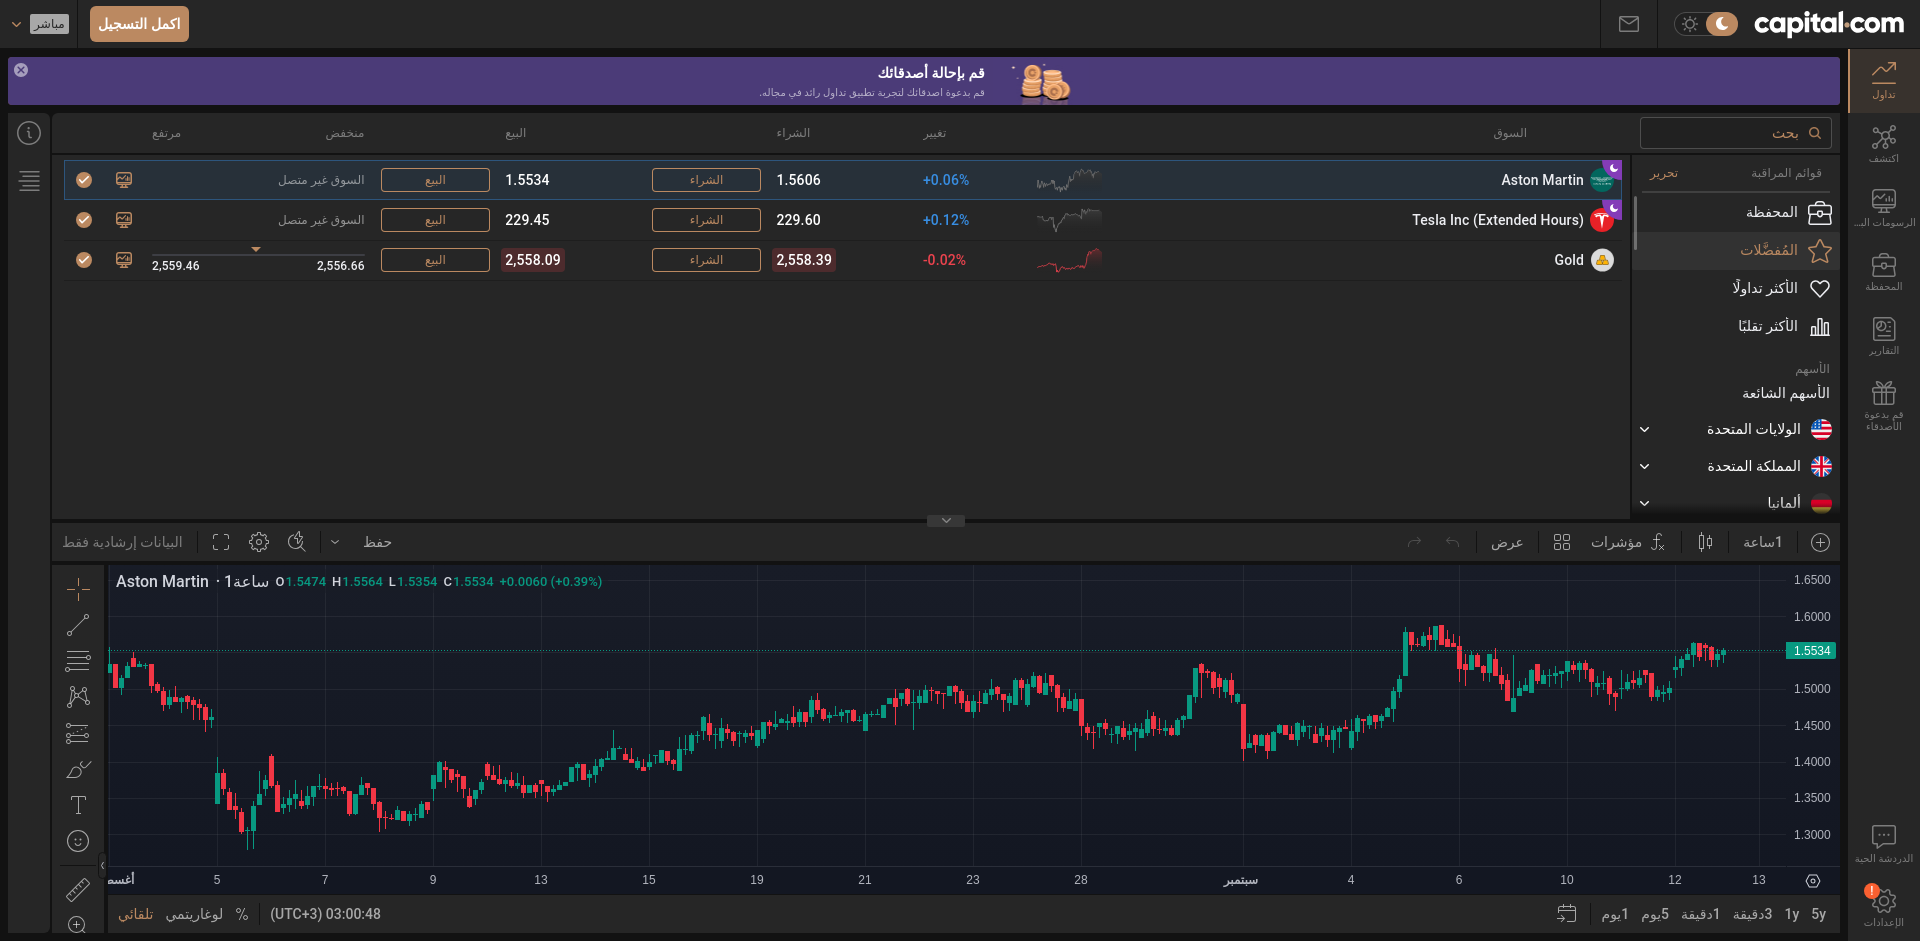 capital.com
اكمل التسجيل
مباشر
قم بإحالة أصدقائك
قم بدعوة اصدقائك لتجربة تطبيق تداول رائد في مجاله.
تداول
اكتشف
الرسومات البـ...
المحفظة
التقارير
قم بدعوة
الأصدقاء
الدردشة الحية
الإعدادات
بحث
السوق
تغيير
الشراء
البيع
منخفض
مرتفع
قوائم المراقبة
تحرير
المحفظة
المُفضَّلات
الأكثر تداولًا
الأكثر تقلبًا
الأسهم
الأسهم الشائعة
الولايات المتحدة
المملكة المتحدة
ألمانيا
Aston Martin +0.06% 1.5606 الشراء 1.5534 البيع السوق غير متصل
Tesla Inc (Extended Hours) +0.12% 229.60 الشراء 229.45 البيع السوق غير متصل
Gold -0.02% 2,558.39 الشراء 2,558.09 البيع 2,556.66 2,559.46
1ساعة
مؤشرات
عرض
حفظ
البيانات إرشادية فقط
Aston Martin · 1ساعة O1.5474 H1.5564 L1.5354 C1.5534 +0.0060 (+0.39%)
1.6500
1.6000
1.5534
1.5000
1.4500
1.4000
1.3500
1.3000
5 7 9 13 15 19 21 23 28 سبتمبر 4 6 10 12 13
تلقائي
لوغاريتمي
%
03:00:48 (UTC+3)
1يوم 5يوم 1دقيقة 3دقيقة 1y 5y